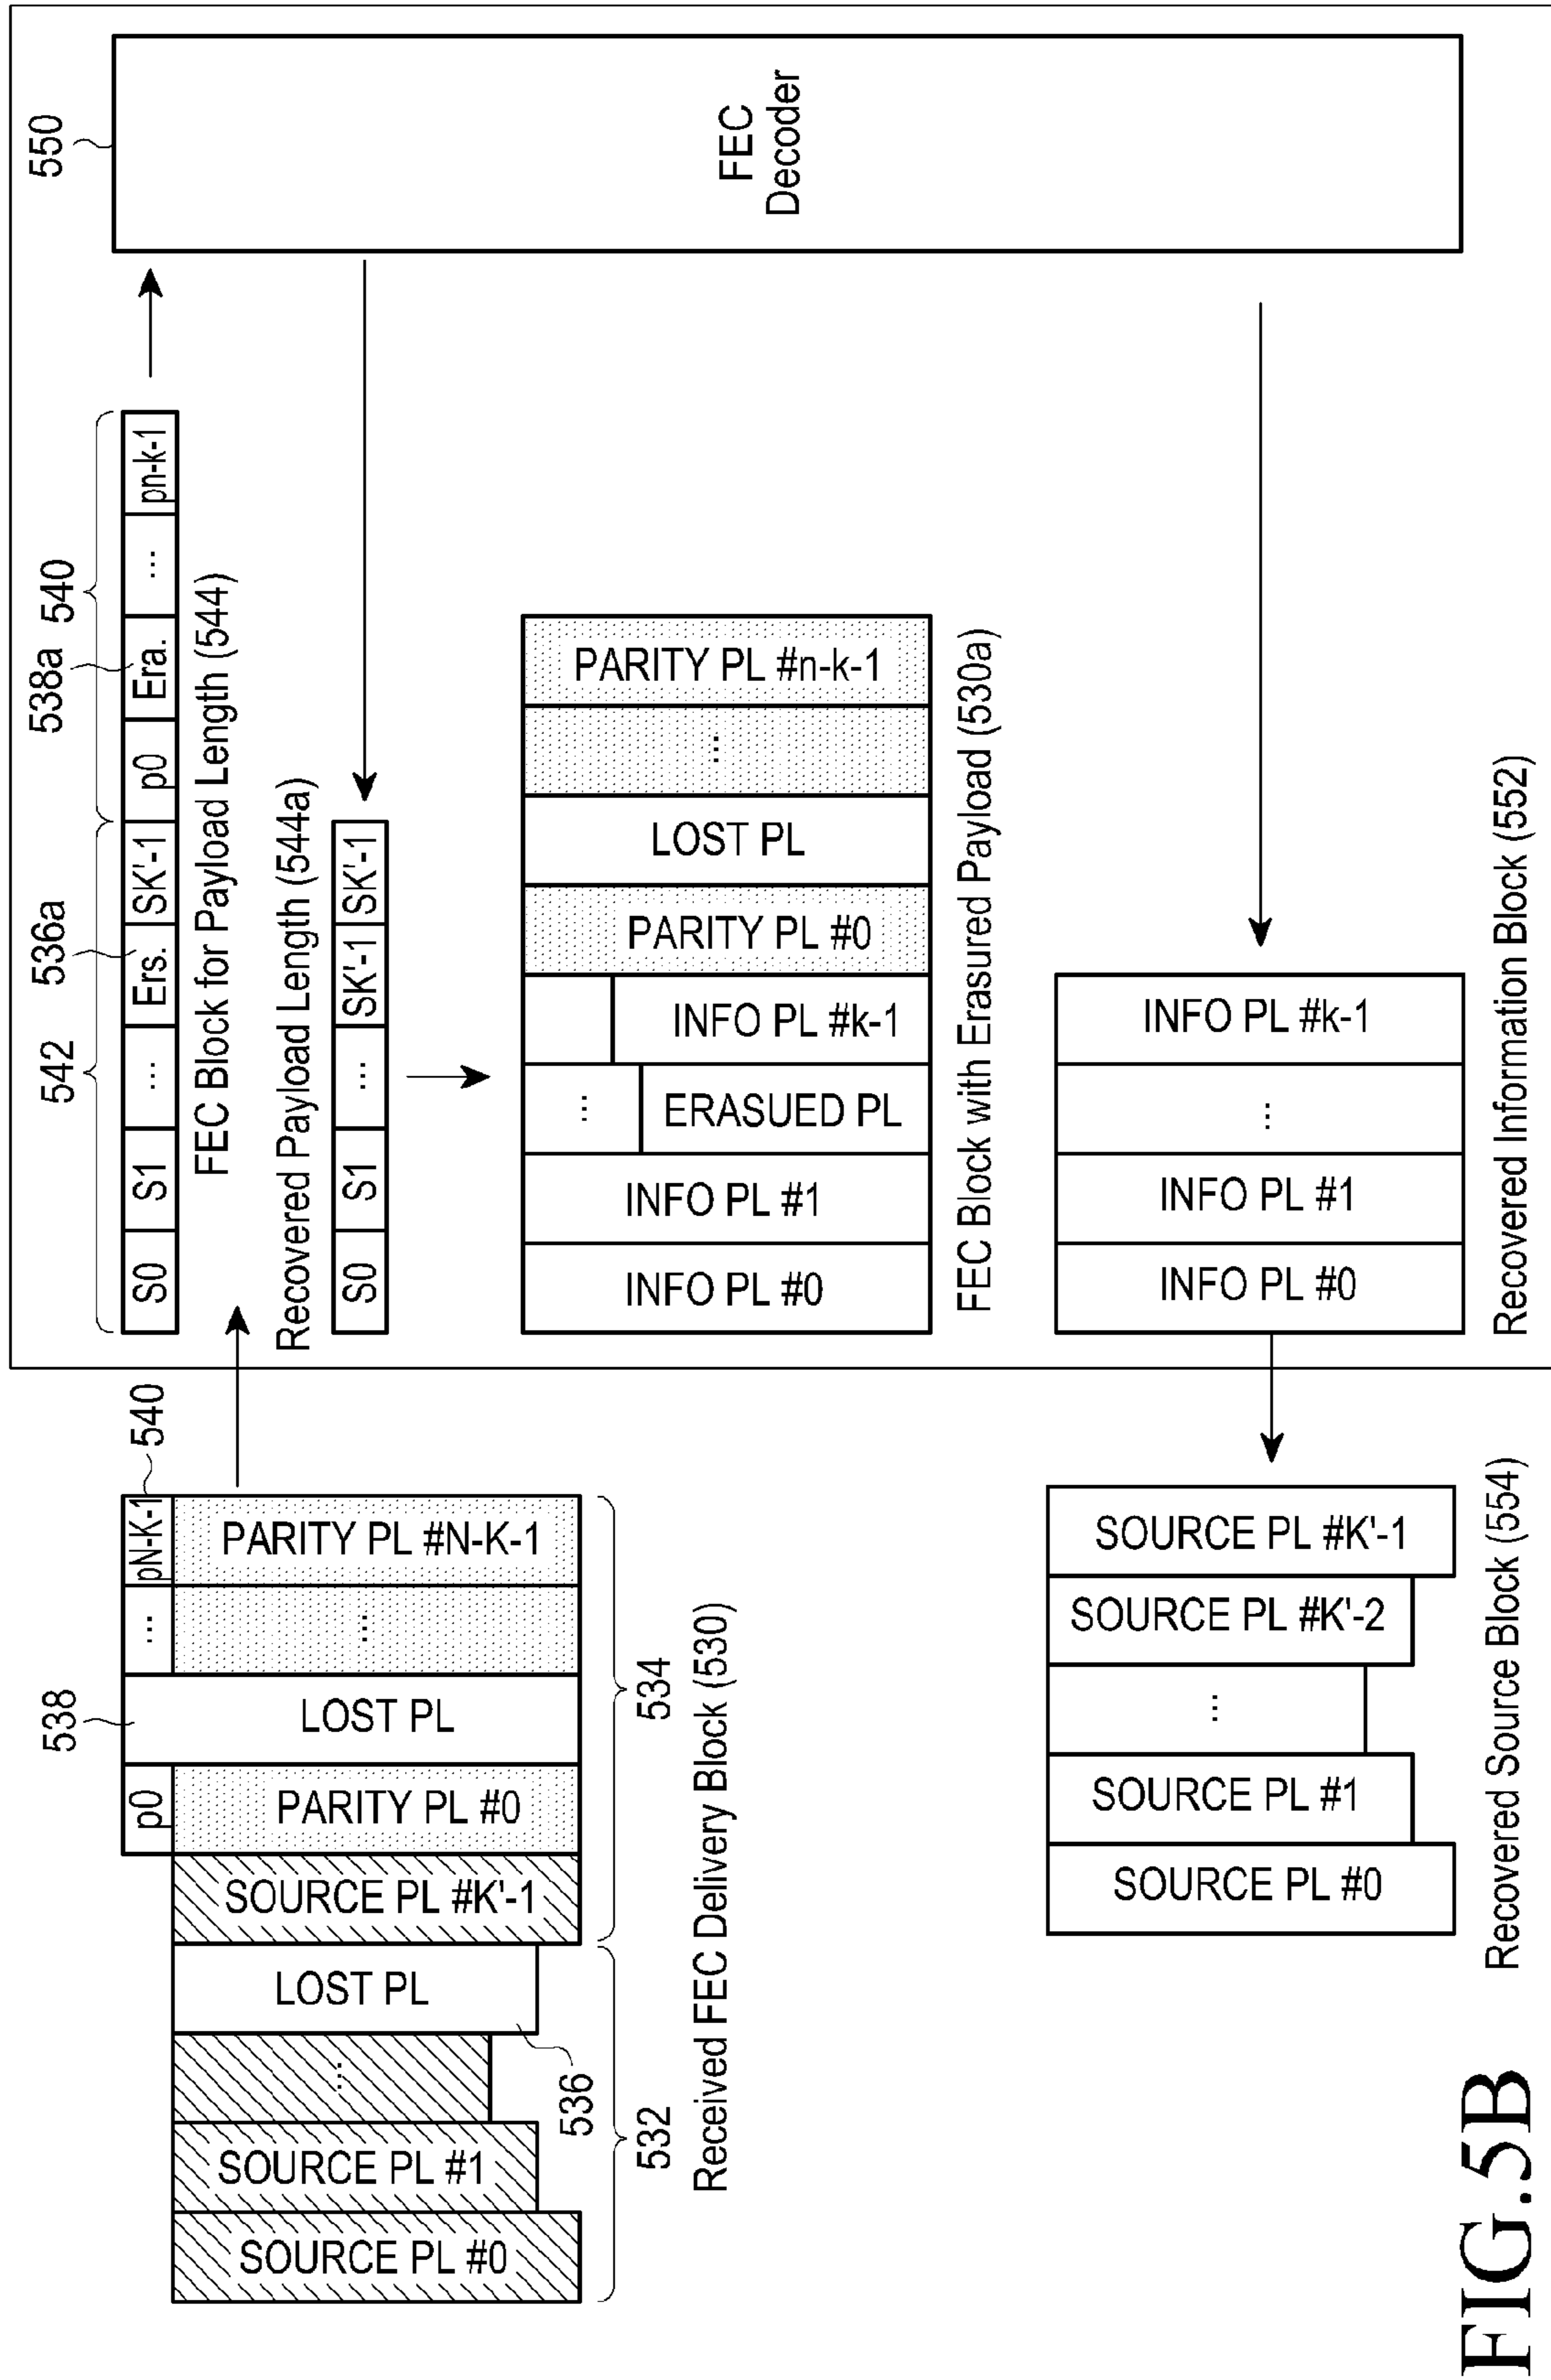 540
p0
...
pN-K-1
538
SOURCE PL #0
SOURCE PL #1
...
LOST PL
SOURCE PL #K'-1
PARITY PL #0
LOST PL
...
PARITY PL #N-K-1
536
532
534
Received FEC Delivery Block (530)
542
536a
538a
540
S0
S1
...
Ers.
SK'-1
p0
Era.
...
pn-k-1
FEC Block for Payload Length (544)
Recovered Payload Length (544a)
S0
S1
...
SK'-1
SK'-1
INFO PL #0
INFO PL #1
...
ERASUED PL
INFO PL #k-1
PARITY PL #0
LOST PL
...
PARITY PL #n-k-1
FEC Block with Erasured Payload (530a)
550
FEC
Decoder
INFO PL #0
INFO PL #1
...
INFO PL #k-1
Recovered Information Block (552)
SOURCE PL #0
SOURCE PL #1
...
SOURCE PL #K'-2
SOURCE PL #K'-1
Recovered Source Block (554)
FIG.5B